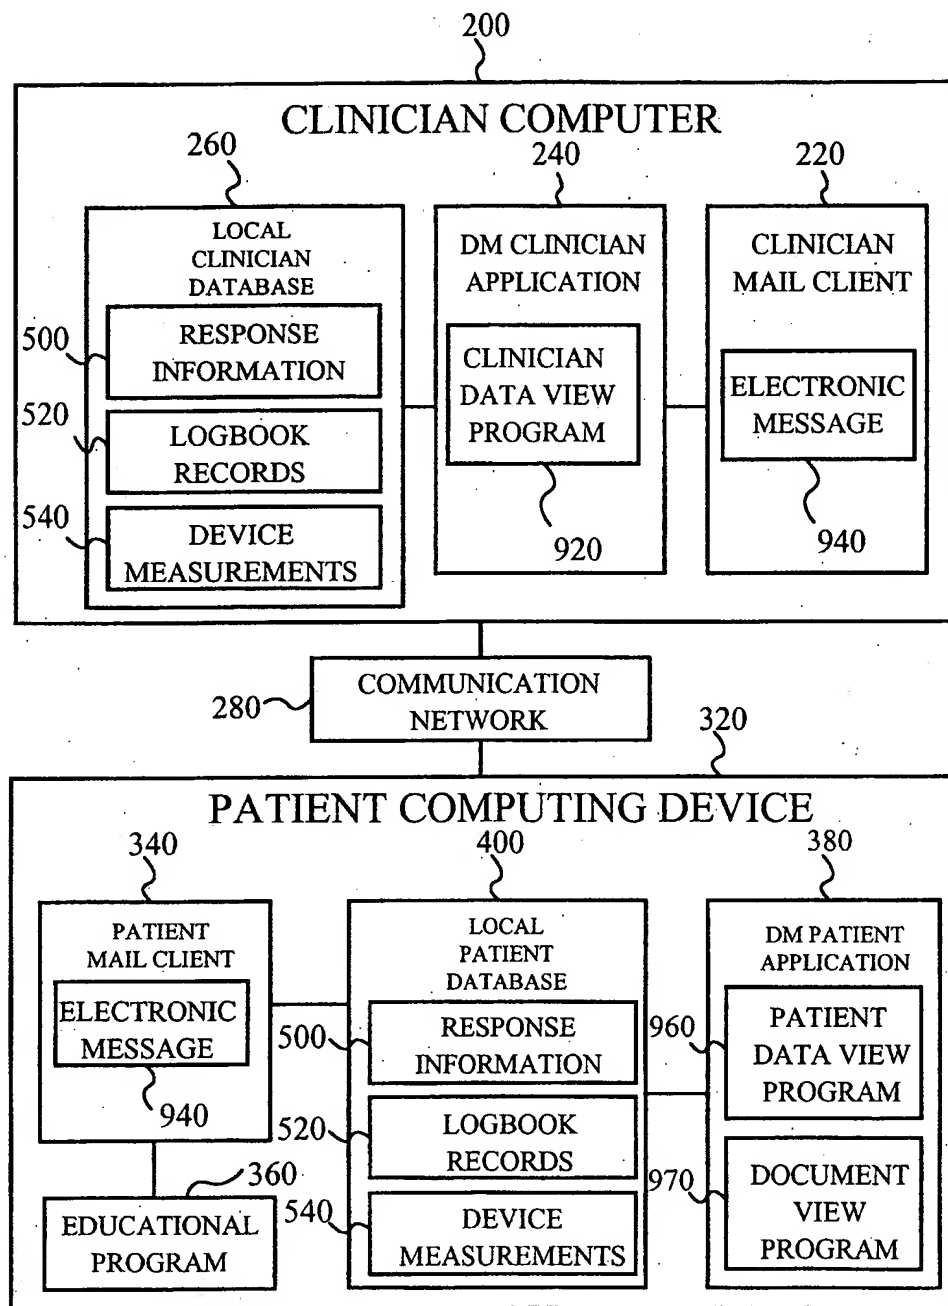 200
CLINICIAN COMPUTER
260
240
220
LOCAL
CLINICIAN
DATABASE
500
RESPONSE
INFORMATION
520
LOGBOOK
RECORDS
540
DEVICE
MEASUREMENTS
DM CLINICIAN
APPLICATION
CLINICIAN
DATA VIEW
PROGRAM
920
CLINICIAN
MAIL CLIENT
ELECTRONIC
MESSAGE
940
280
COMMUNICATION
NETWORK
320
PATIENT COMPUTING DEVICE
340
400
380
PATIENT
MAIL CLIENT
ELECTRONIC
MESSAGE
940
360
EDUCATIONAL
PROGRAM
LOCAL
PATIENT
DATABASE
500
RESPONSE
INFORMATION
520
LOGBOOK
RECORDS
540
DEVICE
MEASUREMENTS
DM PATIENT
APPLICATION
960
PATIENT
DATA VIEW
PROGRAM
970
DOCUMENT
VIEW
PROGRAM